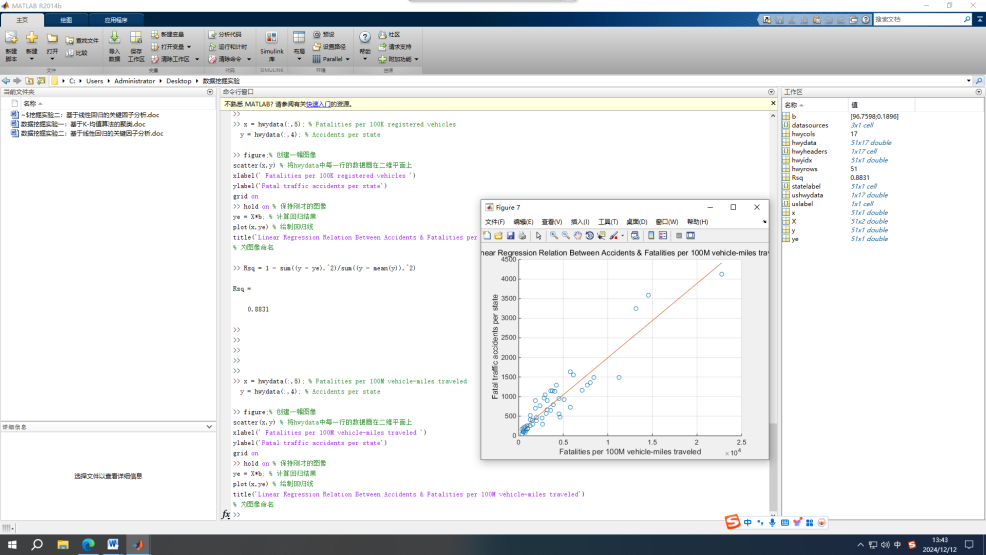 MATLAB R2014b
主页
绘图
应用程序
搜索文档
新建
脚本
新建
打开
查找文件
比较
导入
数据
保存
工作区
新建变量
打开变量
清除工作区
分析代码
运行和计时
清除命令
Simulink
库
布局
预设
设置路径
Parallel
帮助
社区
请求支持
附加功能
文件
变量
代码
SIMULINK
环境
资源
C: Users Administrator Desktop 数据挖掘实验
当前文件夹
名称
~$挖掘实验二：基于线性回归的关键因子分析.doc
数据挖掘实验一：基于K-均值算法的聚类.doc
数据挖掘实验二：基于线性回归的关键因子分析.doc
详细信息
选择文件以查看详细信息
命令行窗口
不熟悉 MATLAB? 请参阅有关快速入门的资源。
>>
>> x = hwydata(:,5); % Fatalities per 100K registered vehicles
y = hwydata(:,4); % Accidents per state
>> figure;% 创建一幅图像
scatter(x,y) % 将hwydata中每一行的数据画在二维平面上
xlabel(' Fatalities per 100K registered vehicles ')
ylabel('Fatal traffic accidents per state')
grid on
>> hold on % 保持刚才的图像
ye = X*b; % 计算回归结果
plot(x,ye) % 绘制回归线
title('Linear Regression Relation Between Accidents & Fatalities per
% 为图像命名
>> Rsq = 1 - sum((y - ye).^2)/sum((y - mean(y)).^2)
Rsq =
0.8831
>>
>>
>>
>>
>> x = hwydata(:,5); % Fatalities per 100M vehicle-miles traveled
y = hwydata(:,4); % Accidents per state
>> figure;% 创建一幅图像
scatter(x,y) % 将hwydata中每一行的数据画在二维平面上
xlabel(' Fatalities per 100M vehicle-miles traveled ')
ylabel('Fatal traffic accidents per state')
grid on
>> hold on % 保持刚才的图像
ye = X*b; % 计算回归结果
plot(x,ye) % 绘制回归线
title('Linear Regression Relation Between Accidents & Fatalities per 100M vehicle-miles traveled')
% 为图像命名
fx >>
Figure 7
文件(F) 编辑(E) 查看(V) 插入(I) 工具(T) 桌面(D) 窗口(W) 帮助(H)
near Regression Relation Between Accidents & Fatalities per 100M vehicle-miles trav
4500
4000
3500
3000
2500
2000
1500
1000
500
0
Fatal traffic accidents per state
0 0.5 1 1.5 2 2.5
×10⁴
Fatalities per 100M vehicle-miles traveled
工作区
名称 值
b [96.7598;0.1896]
datasources 3x1 cell
hwycols 17
hwydata 51x17 double
hwyheaders 1x17 cell
hwyidx 51x1 double
hwyrows 51
Rsq 0.8831
statelabel 51x1 cell
ushwydata 1x17 double
uslabel 1x1 cell
x 51x1 double
X 51x2 double
y 51x1 double
ye 51x1 double
中
中
13:43
2024/12/12